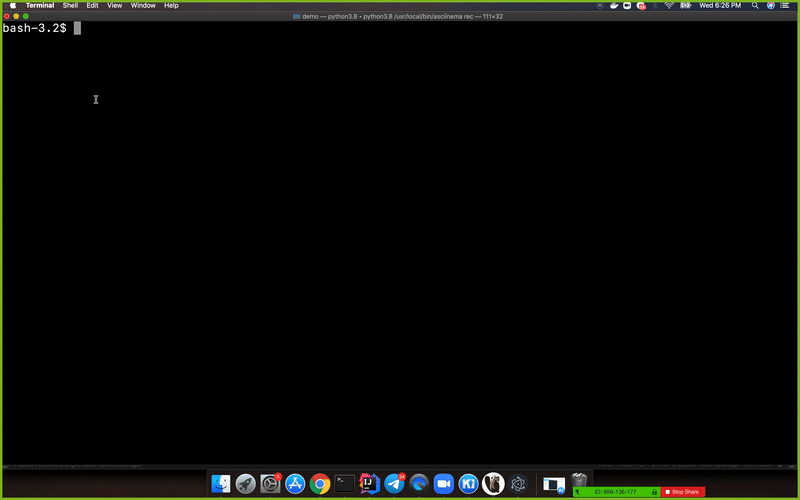 Terminal Shell Edit View Window Help Wed 6:26 PM
demo — python3.8 • python3.8 /usr/local/bin/asciinema rec — 111×32
bash-3.2$
ID: 990-136-177 Stop Share